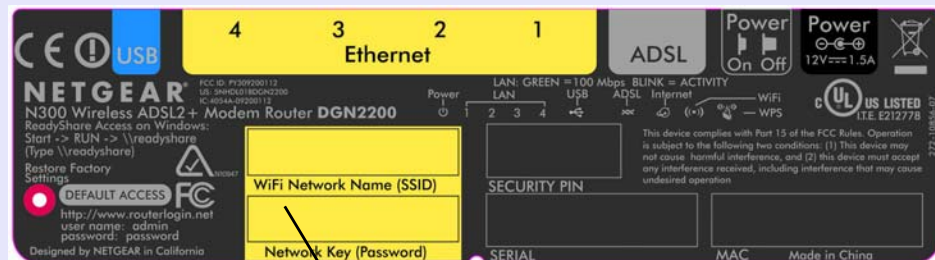 4 3 2 1
Ethernet
USB
ADSL
Power
On Off
Power
12V 1.5A
NETGEAR®
FCC ID: PY309200112
US: 5NHDL01BDGN2200
IC: 4054A-09200112
N300 Wireless ADSL2+ Modem Router DGN2200
LAN: GREEN =100 Mbps BLINK = ACTIVITY
Power LAN USB ADSL Internet
1 2 3 4
WiFi
WPS
c UL US LISTED
I.T.E. E212778
272-10856-07
ReadyShare Access on Windows:
Start -> RUN -> \\readyshare
(Type \\readyshare)
Restore Factory
Settings
DEFAULT ACCESS
FC
http://www.routerlogin.net
user name: admin
password: password
Designed by NETGEAR in California
WiFi Network Name (SSID)
Network Key (Password)
SECURITY PIN
SERIAL
This device complies with Part 15 of the FCC Rules. Operation
is subject to the following two conditions: (1) This device may
not cause harmful interference, and (2) this device must accept
any interference received, including interference that may cause
undesired operation
MAC
Made in China